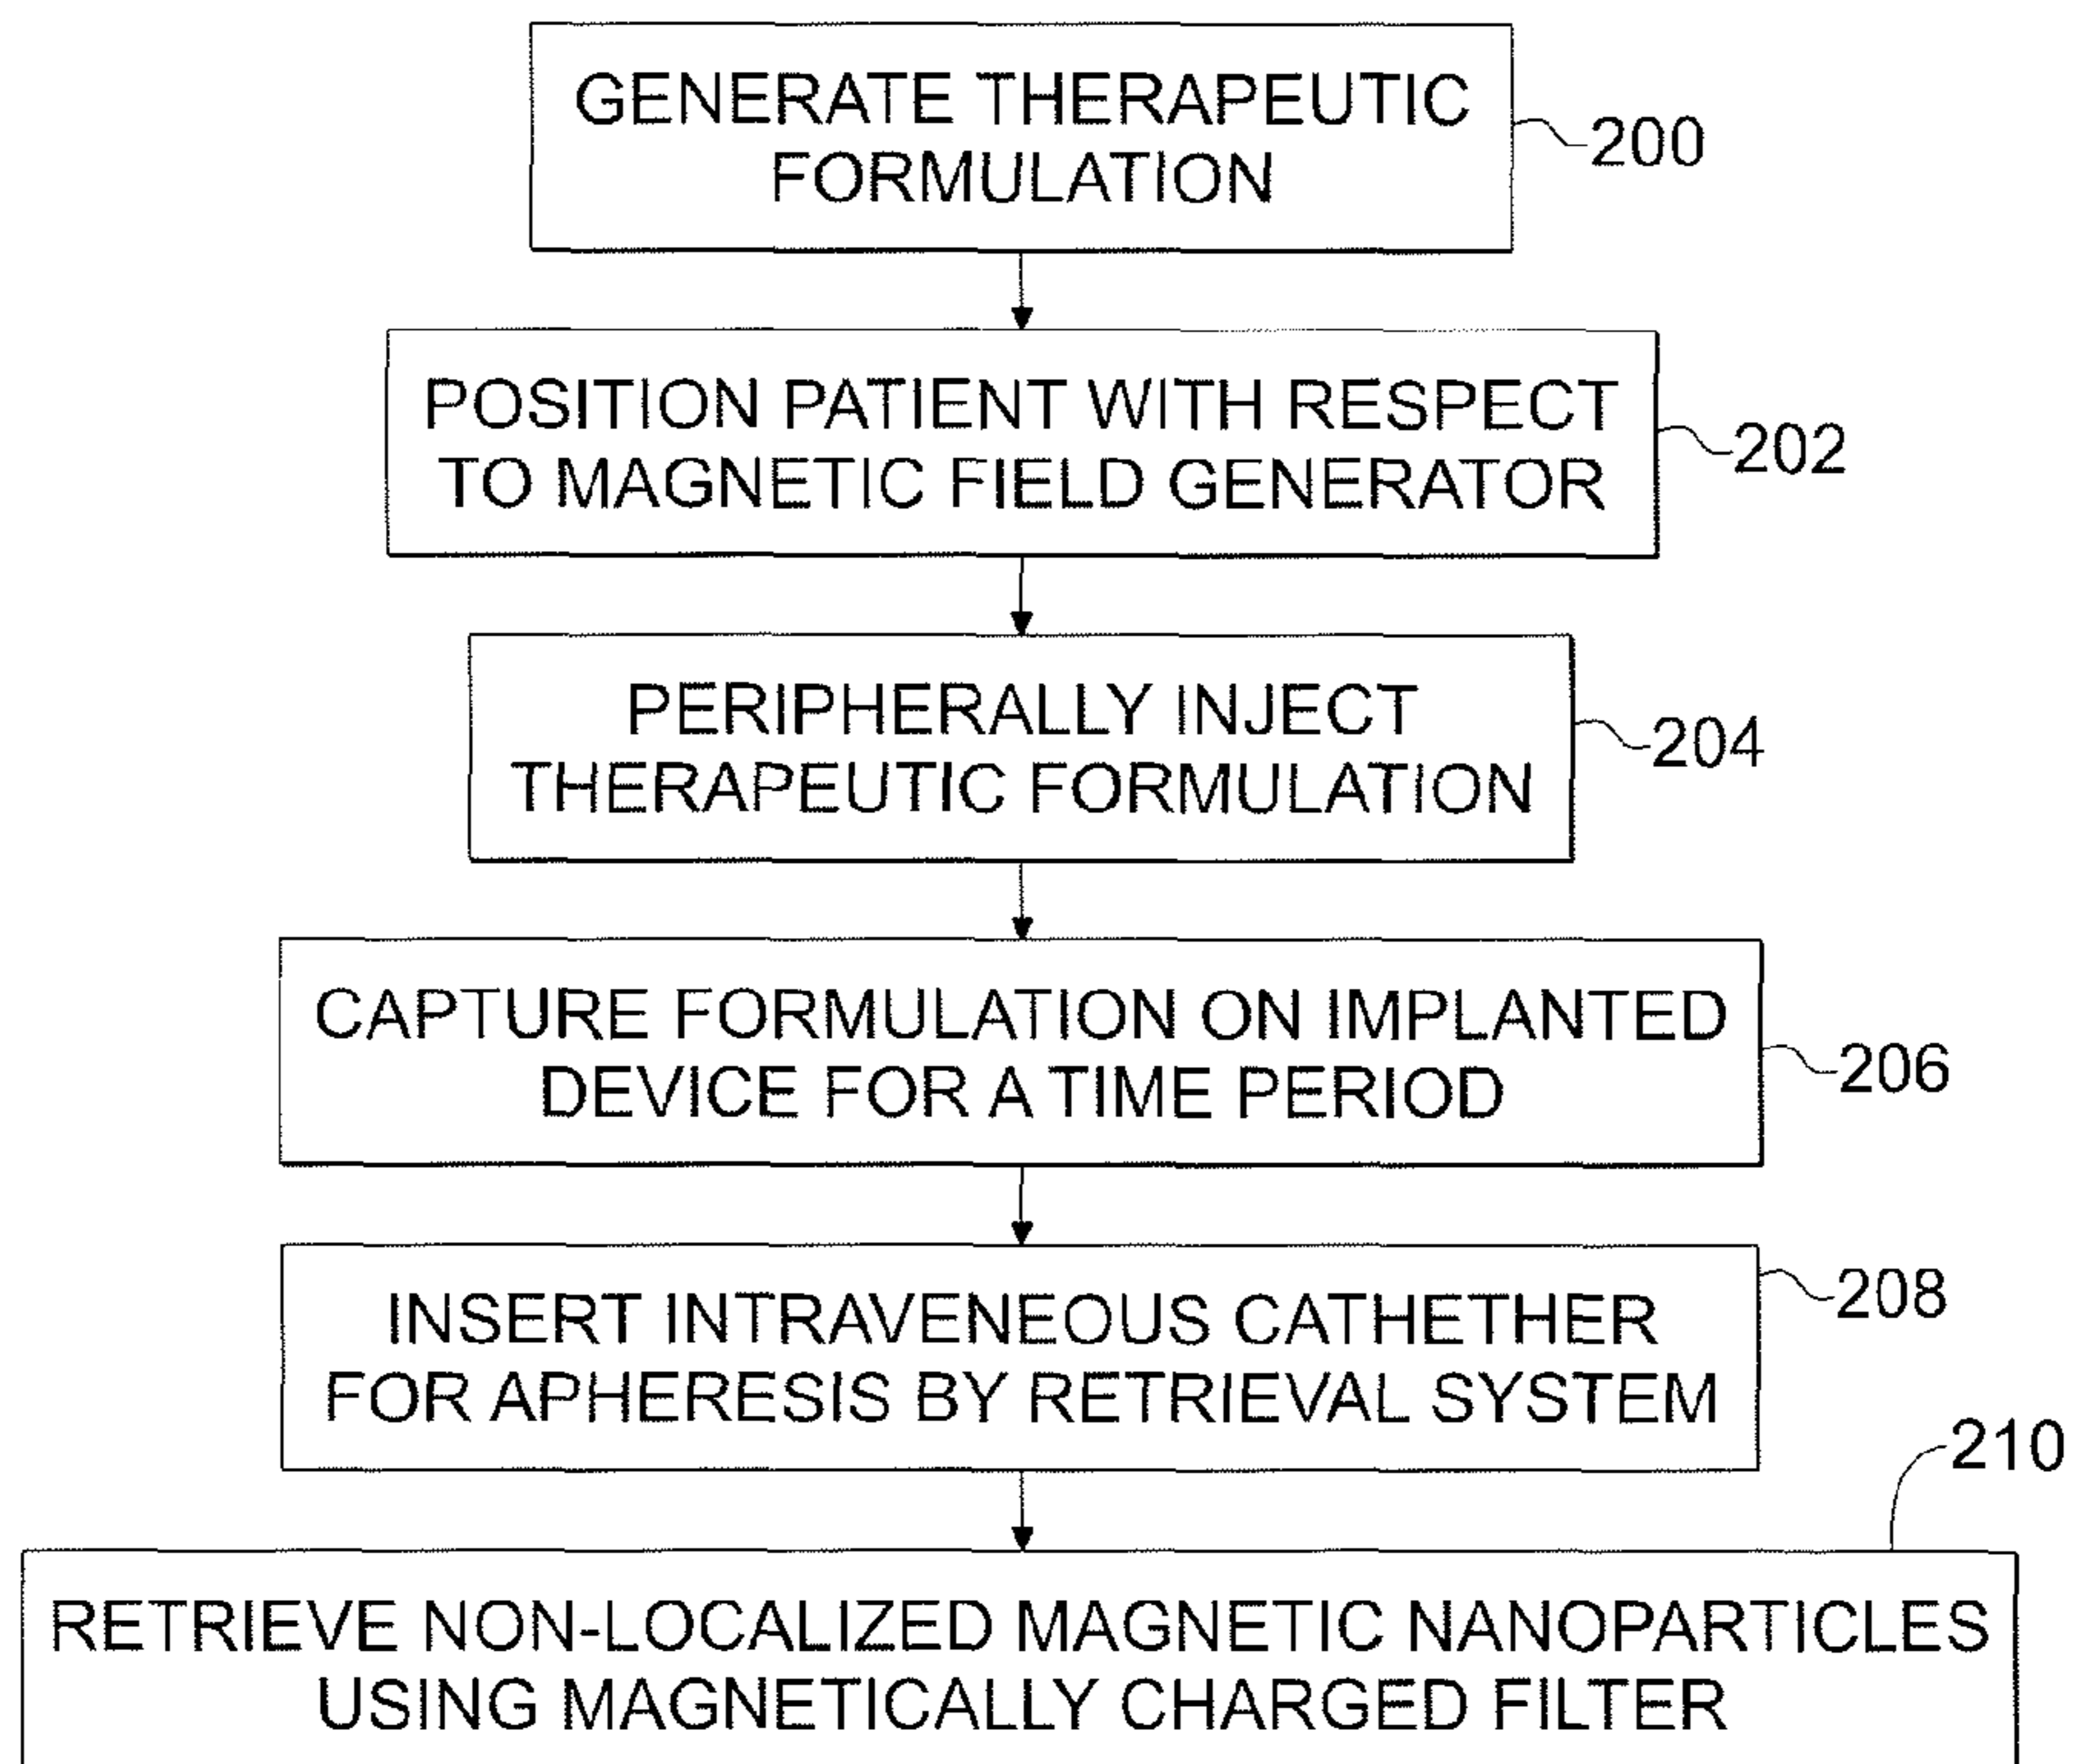 GENERATE THERAPEUTIC
FORMULATION
200
POSITION PATIENT WITH RESPECT
TO MAGNETIC FIELD GENERATOR
202
PERIPHERALLY INJECT
THERAPEUTIC FORMULATION
204
CAPTURE FORMULATION ON IMPLANTED
DEVICE FOR A TIME PERIOD
206
INSERT INTRAVENEOUS CATHETHER
FOR APHERESIS BY RETRIEVAL SYSTEM
208
RETRIEVE NON-LOCALIZED MAGNETIC NANOPARTICLES
USING MAGNETICALLY CHARGED FILTER
210